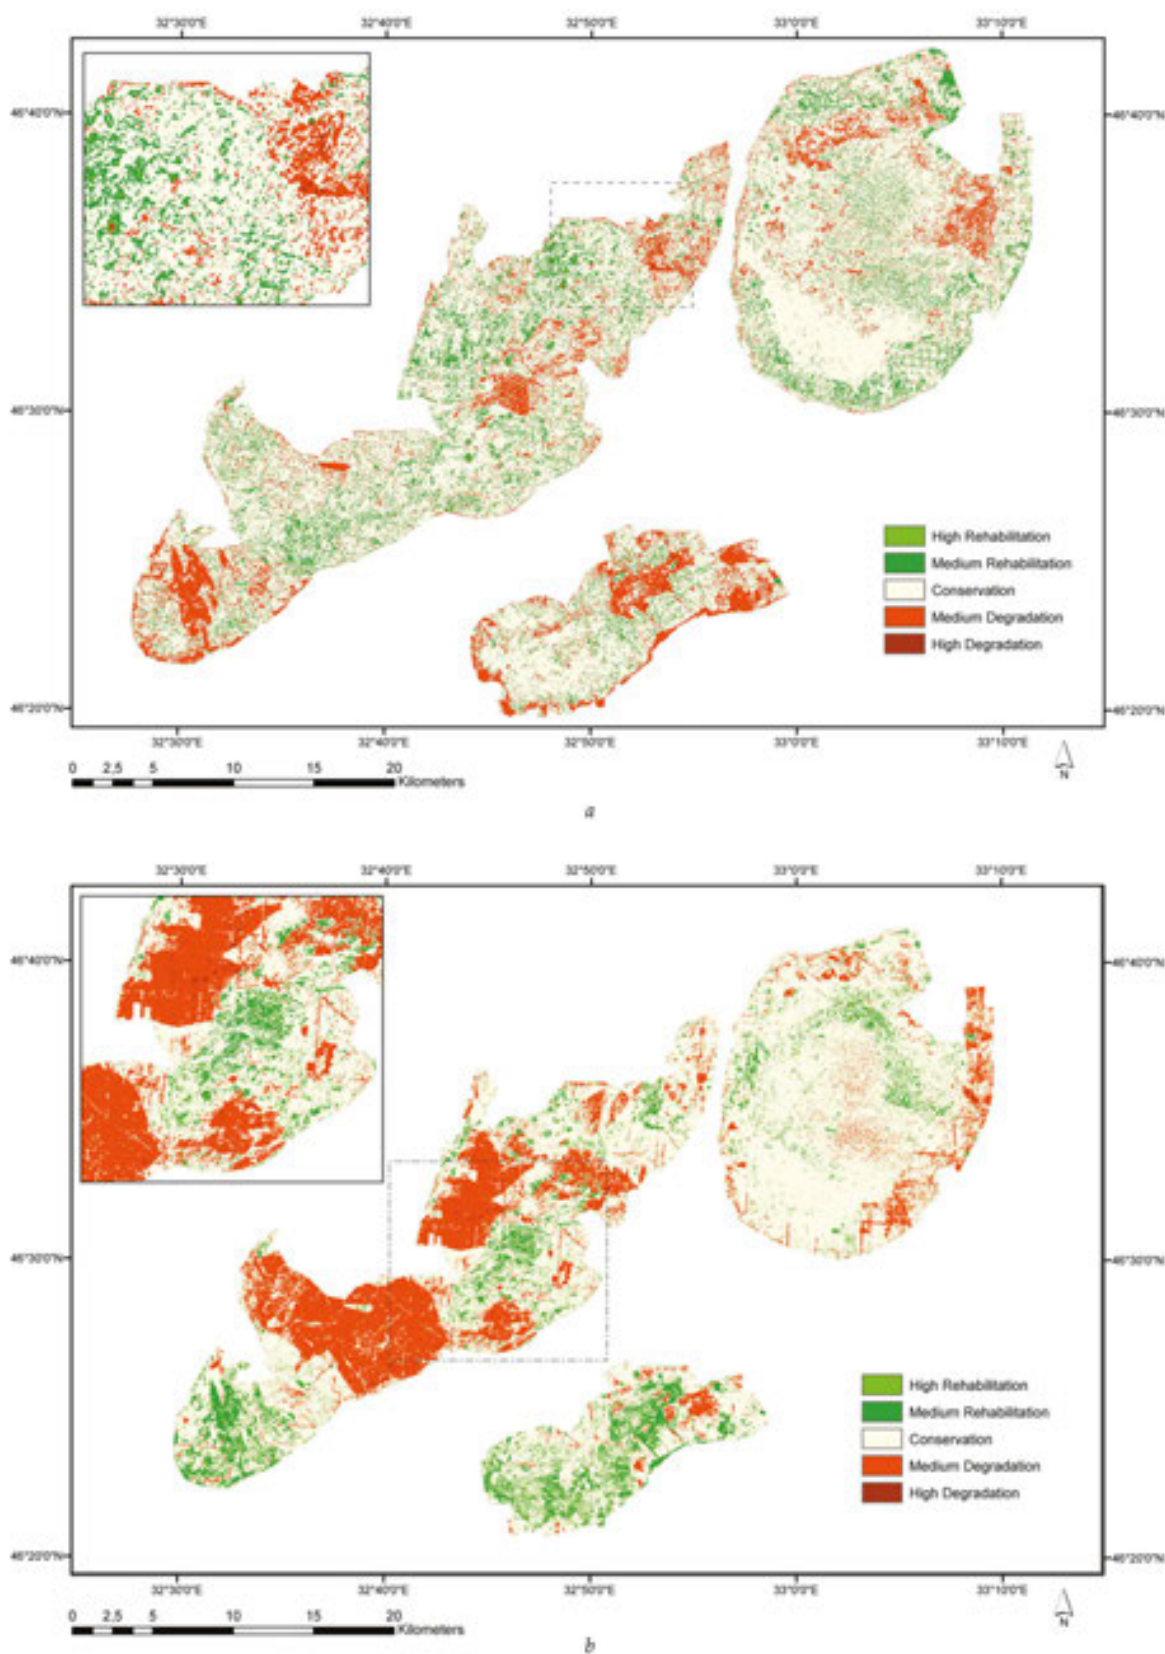 32°30'0"E 32°40'0"E 32°50'0"E 33°0'0"E 33°10'0"E
46°40'0"N 46°40'0"N
46°30'0"N 46°30'0"N
High Rehabilitation
Medium Rehabilitation
Conservation
Medium Degradation
High Degradation
46°20'0"N 46°20'0"N
32°30'0"E 32°40'0"E 32°50'0"E 33°0'0"E 33°10'0"E
N
0 2,5 5 10 15 20 Kilometers
a
32°30'0"E 32°40'0"E 32°50'0"E 33°0'0"E 33°10'0"E
46°40'0"N 46°40'0"N
46°30'0"N 46°30'0"N
High Rehabilitation
Medium Rehabilitation
Conservation
Medium Degradation
High Degradation
46°20'0"N 46°20'0"N
32°30'0"E 32°40'0"E 32°50'0"E 33°0'0"E 33°10'0"E
N
0 2,5 5 10 15 20 Kilometers
b